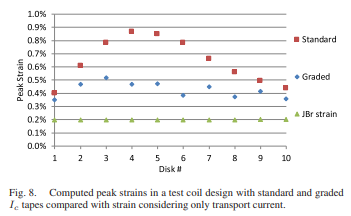 1.0%
0.9%
0.8%
0.7%
0.6%
0.5%
0.4%
0.3%
0.2%
0.1%
0.0%
Peak Strain
1 2 3 4 5 6 7 8 9 10
Disk #
Standard
Graded
JBr strain
Fig. 8. Computed peak strains in a test coil design with standard and graded
Ic tapes compared with strain considering only transport current.